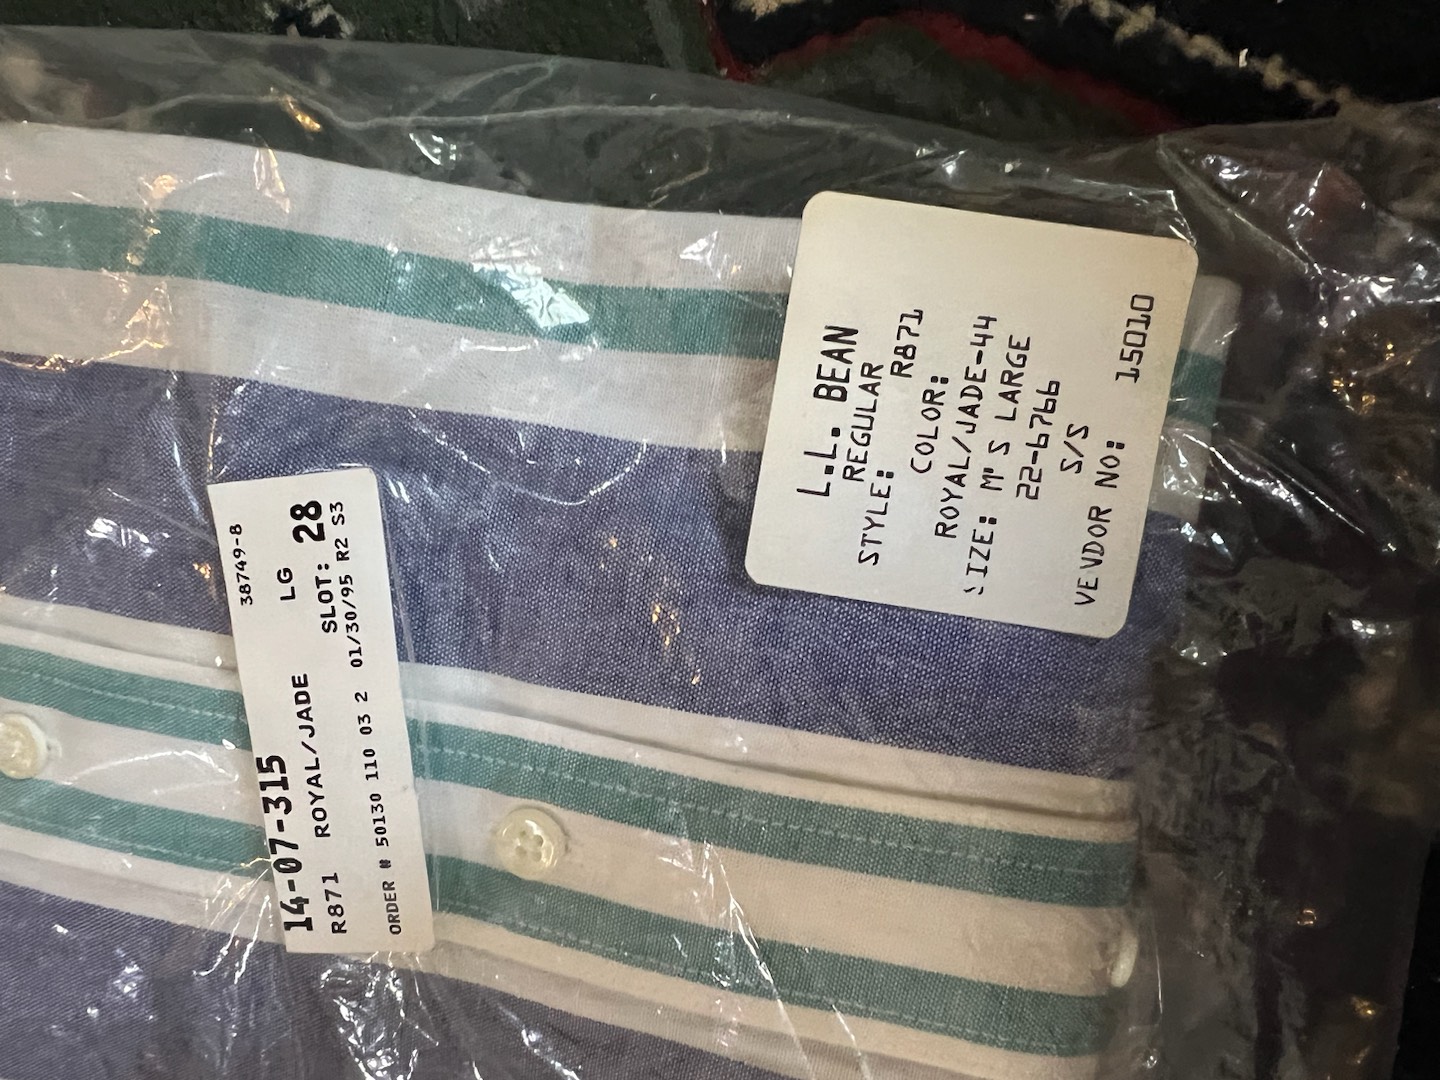 L.L. BEAN
REGULAR
STYLE: R871
COLOR:
ROYAL/JADE-44
SIZE: M'S LARGE
22-6766
S/S
VENDOR NO: 15010
38749-8
14-07-315 ROYAL/JADE LG
R871 SLOT: 28
ORDER # 50130 110 03 2 01/30/95 R2 S3